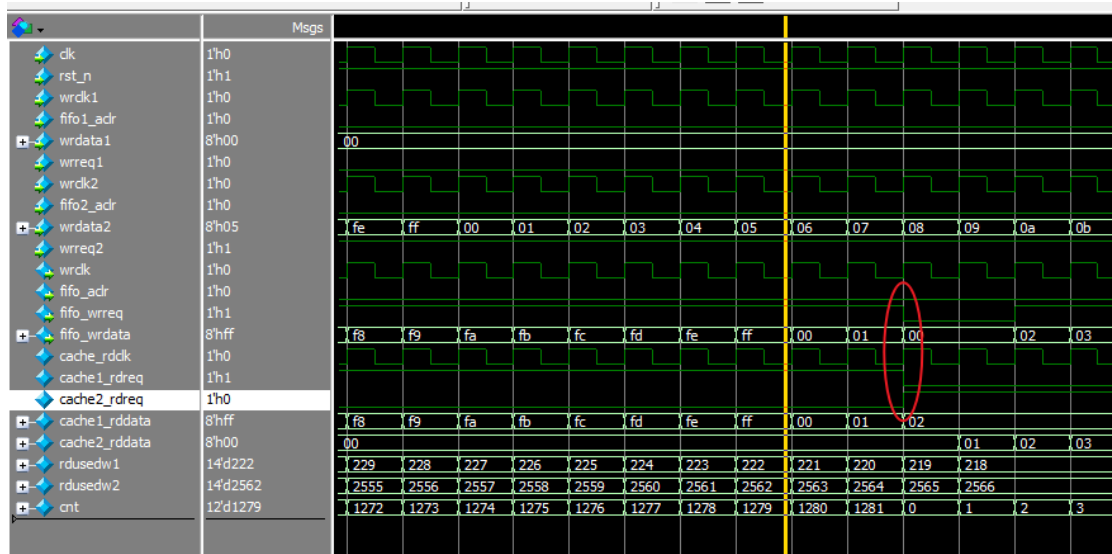 Msgs
clk 1'h0
rst_n 1'h1
wrclk1 1'h0
fifo1_aclr 1'h0
wrdata1 8'h00 00
wrreq1 1'h0
wrclk2 1'h0
fifo2_aclr 1'h0
wrdata2 8'h05 fe ff 00 01 02 03 04 05 06 07 08 09 0a 0b
wrreq2 1'h1
wrclk 1'h0
fifo_aclr 1'h0
fifo_wrreq 1'h1
fifo_wrdata 8'hff f8 f9 fa fb fc fd fe ff 00 01 00 02 03
cache_rdclk 1'h0
cache1_rdreq 1'h1
cache2_rdreq 1'h0
cache1_rddata 8'hff f8 f9 fa fb fc fd fe ff 00 01 02
cache2_rddata 8'h00 00 01 02 03
rdusedw1 14'd222 229 228 227 226 225 224 223 222 221 220 219 218
rdusedw2 14'd2562 2555 2556 2557 2558 2559 2560 2561 2562 2563 2564 2565 2566
cnt 12'd1279 1272 1273 1274 1275 1276 1277 1278 1279 1280 1281 0 1 2 3